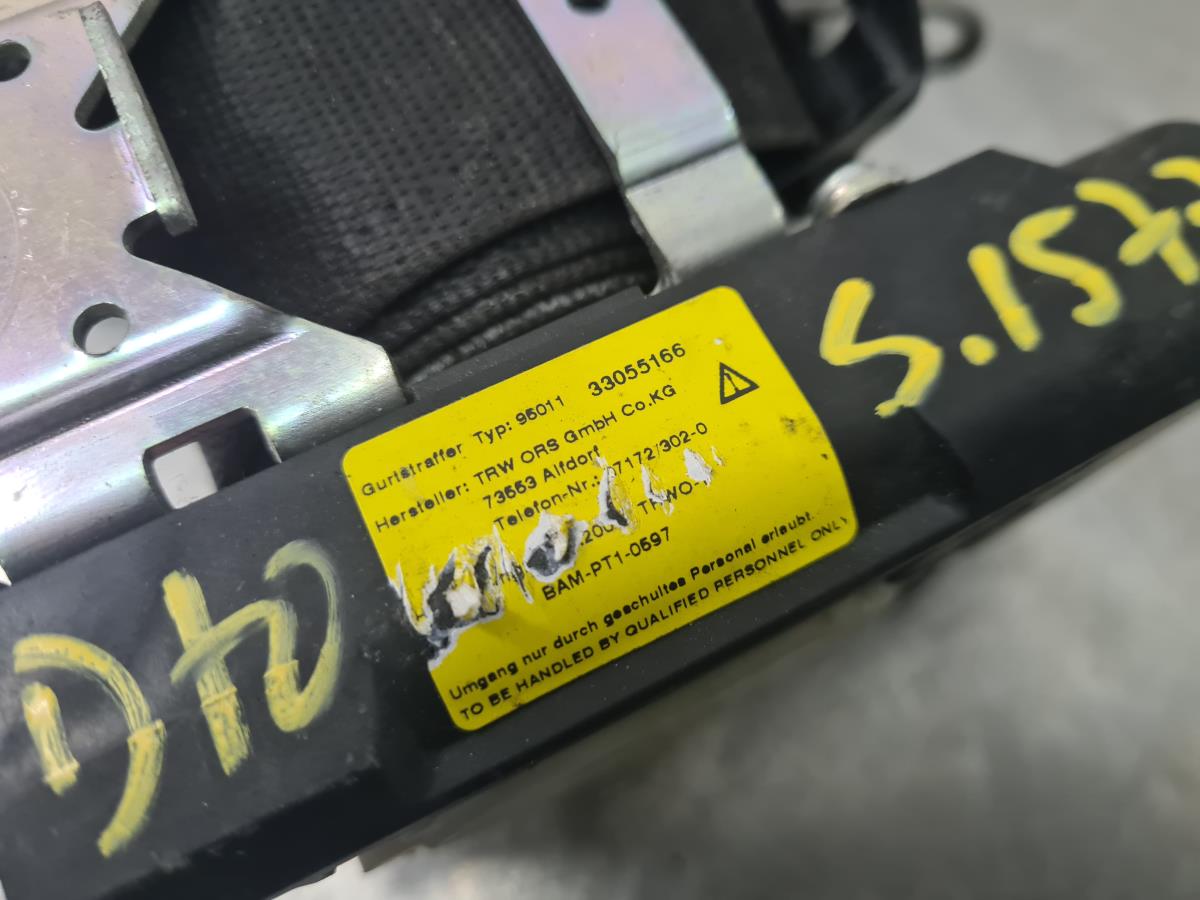 Gurtstraffer Typ: 95011 33055166
Hersteller: TRW ORS GmbH Co.KG
73553 Alfdorf
Telefon-Nr.: 07172/302-0
BAM-PT1-0597
Umgang nur durch geschultes Personal erlaubt.
TO BE HANDLED BY QUALIFIED PERSONNEL ONLY